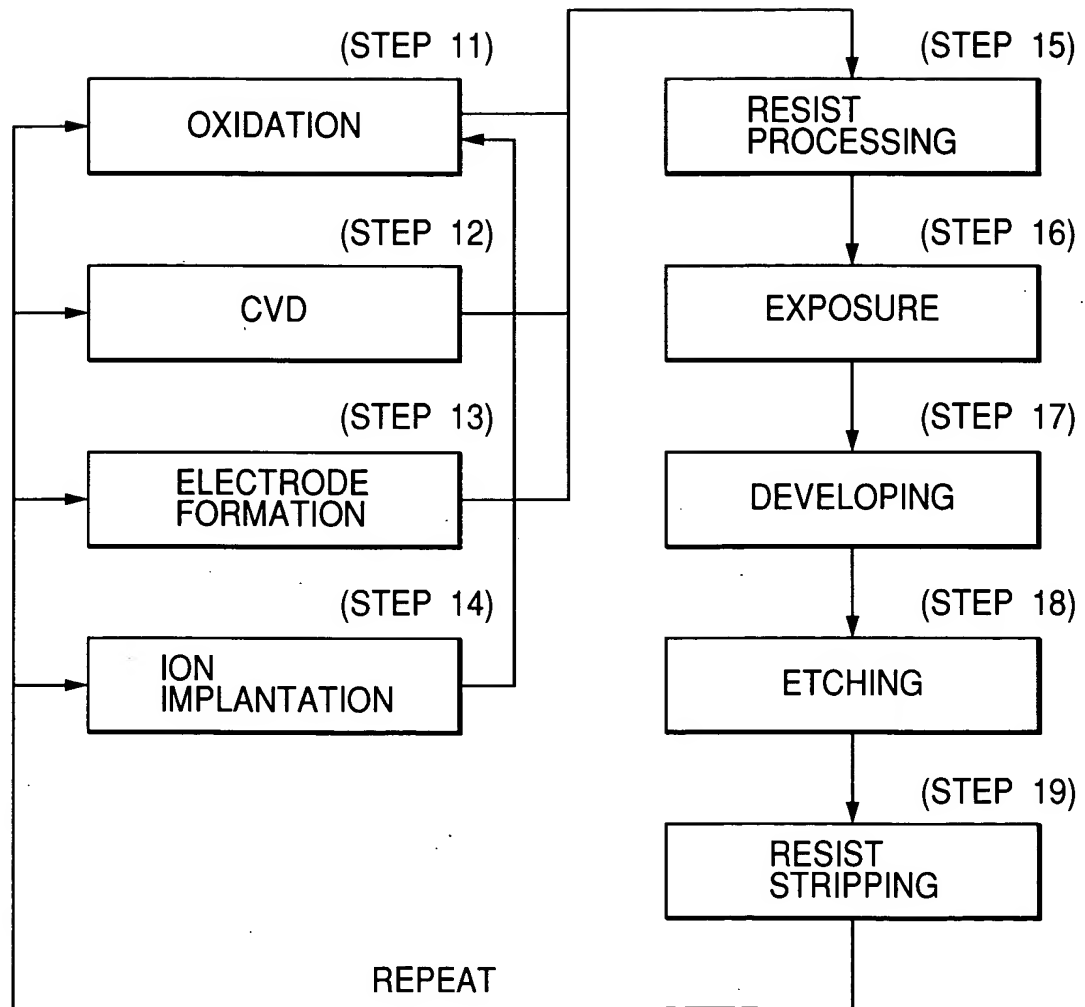 (STEP 11)
OXIDATION
(STEP 12)
CVD
(STEP 13)
ELECTRODE
FORMATION
(STEP 14)
ION
IMPLANTATION
(STEP 15)
RESIST
PROCESSING
(STEP 16)
EXPOSURE
(STEP 17)
DEVELOPING
(STEP 18)
ETCHING
(STEP 19)
RESIST
STRIPPING
REPEAT